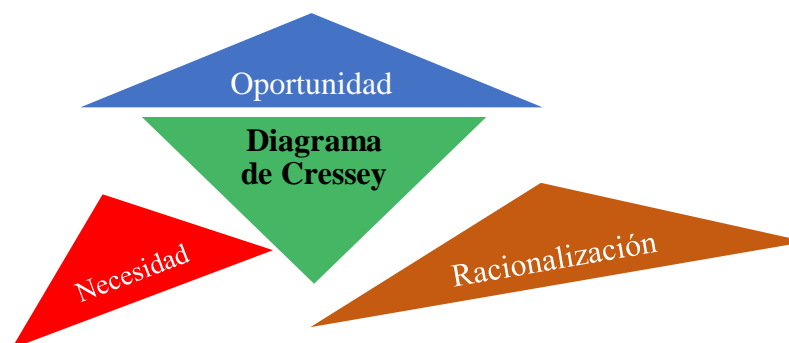 Oportunidad
Diagrama
de Cressey
Necesidad
Racionalización